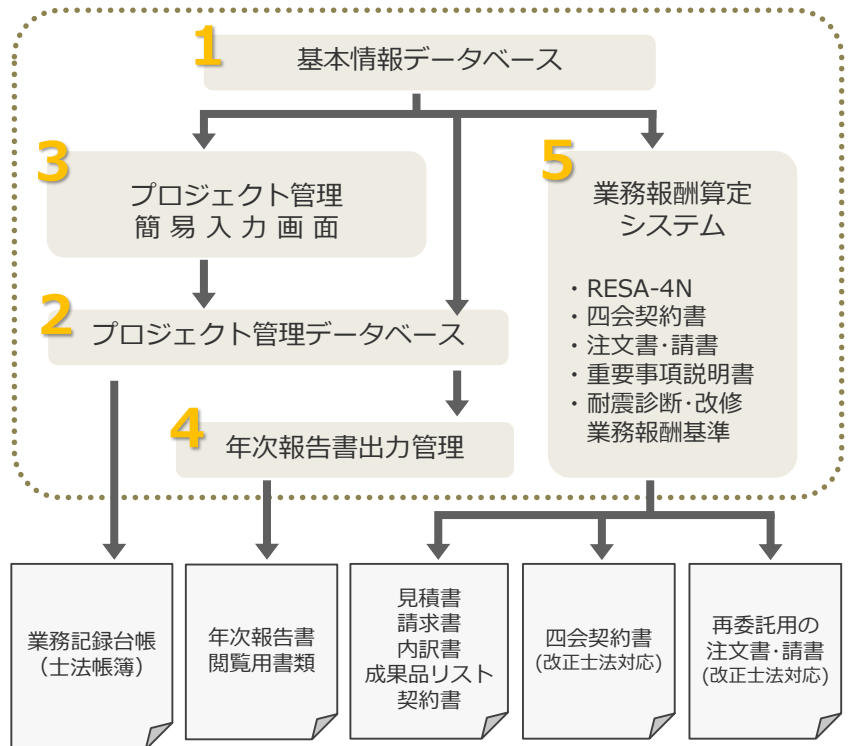 1
基本情報データベース
3
プロジェクト管理
簡 易 入 力 画 面
2
プロジェクト管理データベース
4
年次報告書出力管理
5
業務報酬算定
システム
・RESA-4N
・四会契約書
・注文書･請書
・重要事項説明書
・耐震診断･改修
業務報酬基準
業務記録台帳
（士法帳簿）
年次報告書
閲覧用書類
見積書
請求書
内訳書
成果品リスト
契約書
四会契約書
(改正士法対応)
再委託用の
注文書･請書
(改正士法対応)